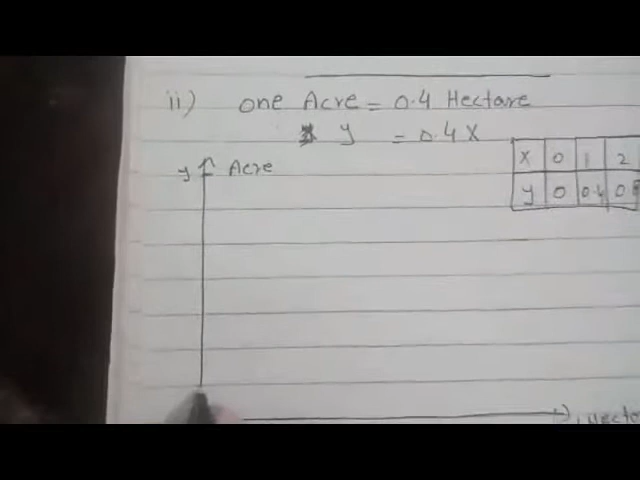 ii) one Acre = 0.4 Hectare
y = 0.4 X
X 0 1 2
y 0 0.4
y Acre